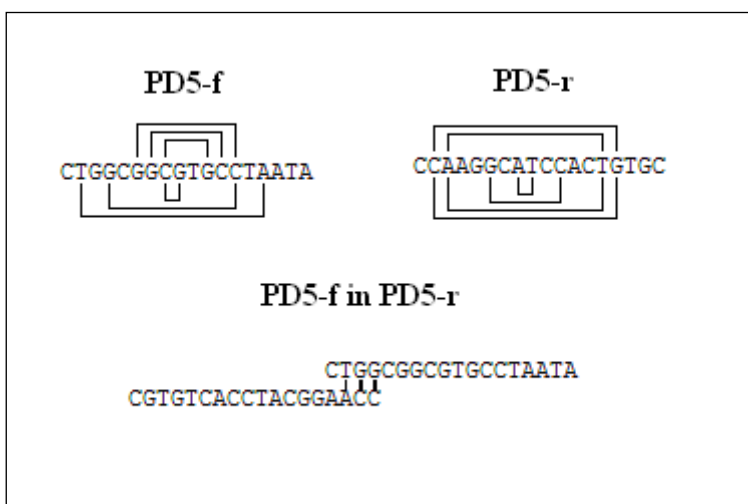 PD5-f
PD5-r
CTGGCGGCGTGCCTAATA
CCAAGGCATCCACTGTGC
PD5-f in PD5-r
CTGGCGGCGTGCCTAATA
CGTGTCACCTACGGAACC